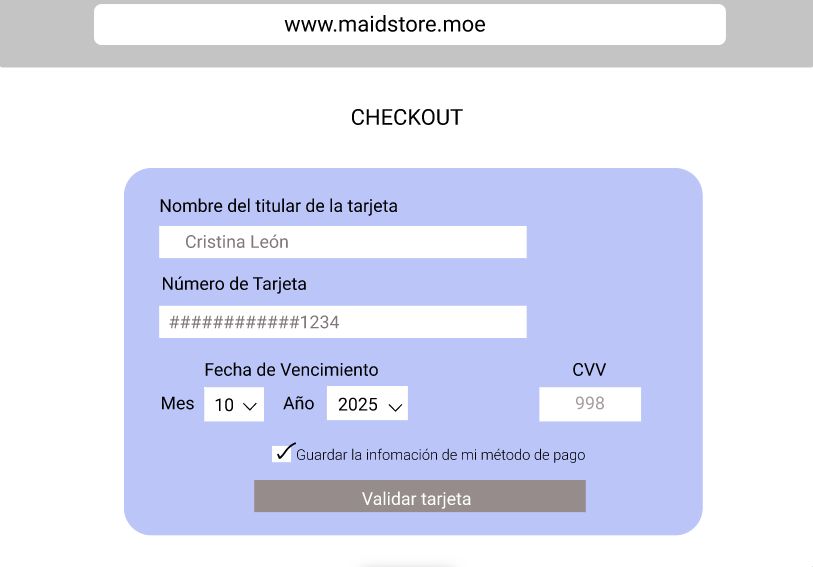 www.maidstore.moe
CHECKOUT
Nombre del titular de la tarjeta
Cristina León
Número de Tarjeta
############1234
Fecha de Vencimiento
CVV
Mes 10 Año 2025 998
Guardar la infomación de mi método de pago
Validar tarjeta